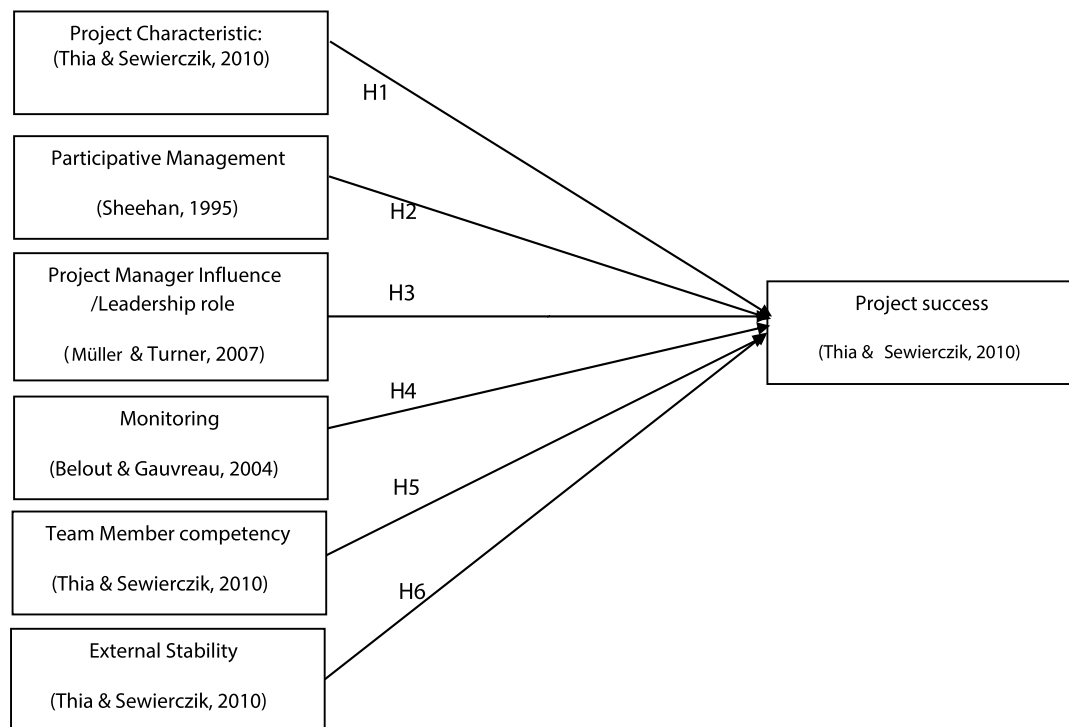 Project Characteristic:
(Thia & Sewierczik, 2010)
H1
Participative Management
(Sheehan, 1995)
H2
Project Manager Influence
/Leadership role
(Müller & Turner, 2007)
H3
Project success
(Thia & Sewierczik, 2010)
Monitoring
(Belout & Gauvreau, 2004)
H4
Team Member competency
(Thia & Sewierczik, 2010)
H5
External Stability
(Thia & Sewierczik, 2010)
H6